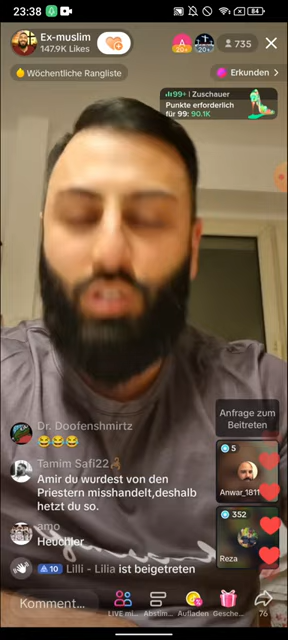 23:38
84
Ex-muslim
147.9K Likes
20+
20+
735
Wöchentliche Rangliste
Erkunden >
99+ | Zuschauer
Punkte erforderlich
für 99: 90.1K
Anfrage zum
Beitreten
Dr. Doofenshmirtz
😂😂😂
5
Tamim Safi22
Amir du wurdest von den
Priestern misshandelt,deshalb
hetzt du so.
Anwar_1811
amo
Heuchler
352
Reza
10 Lilli - Lilia ist beigetreten
Komment...
LIVE mi...
Abstim...
Aufladen
Gesche...
76